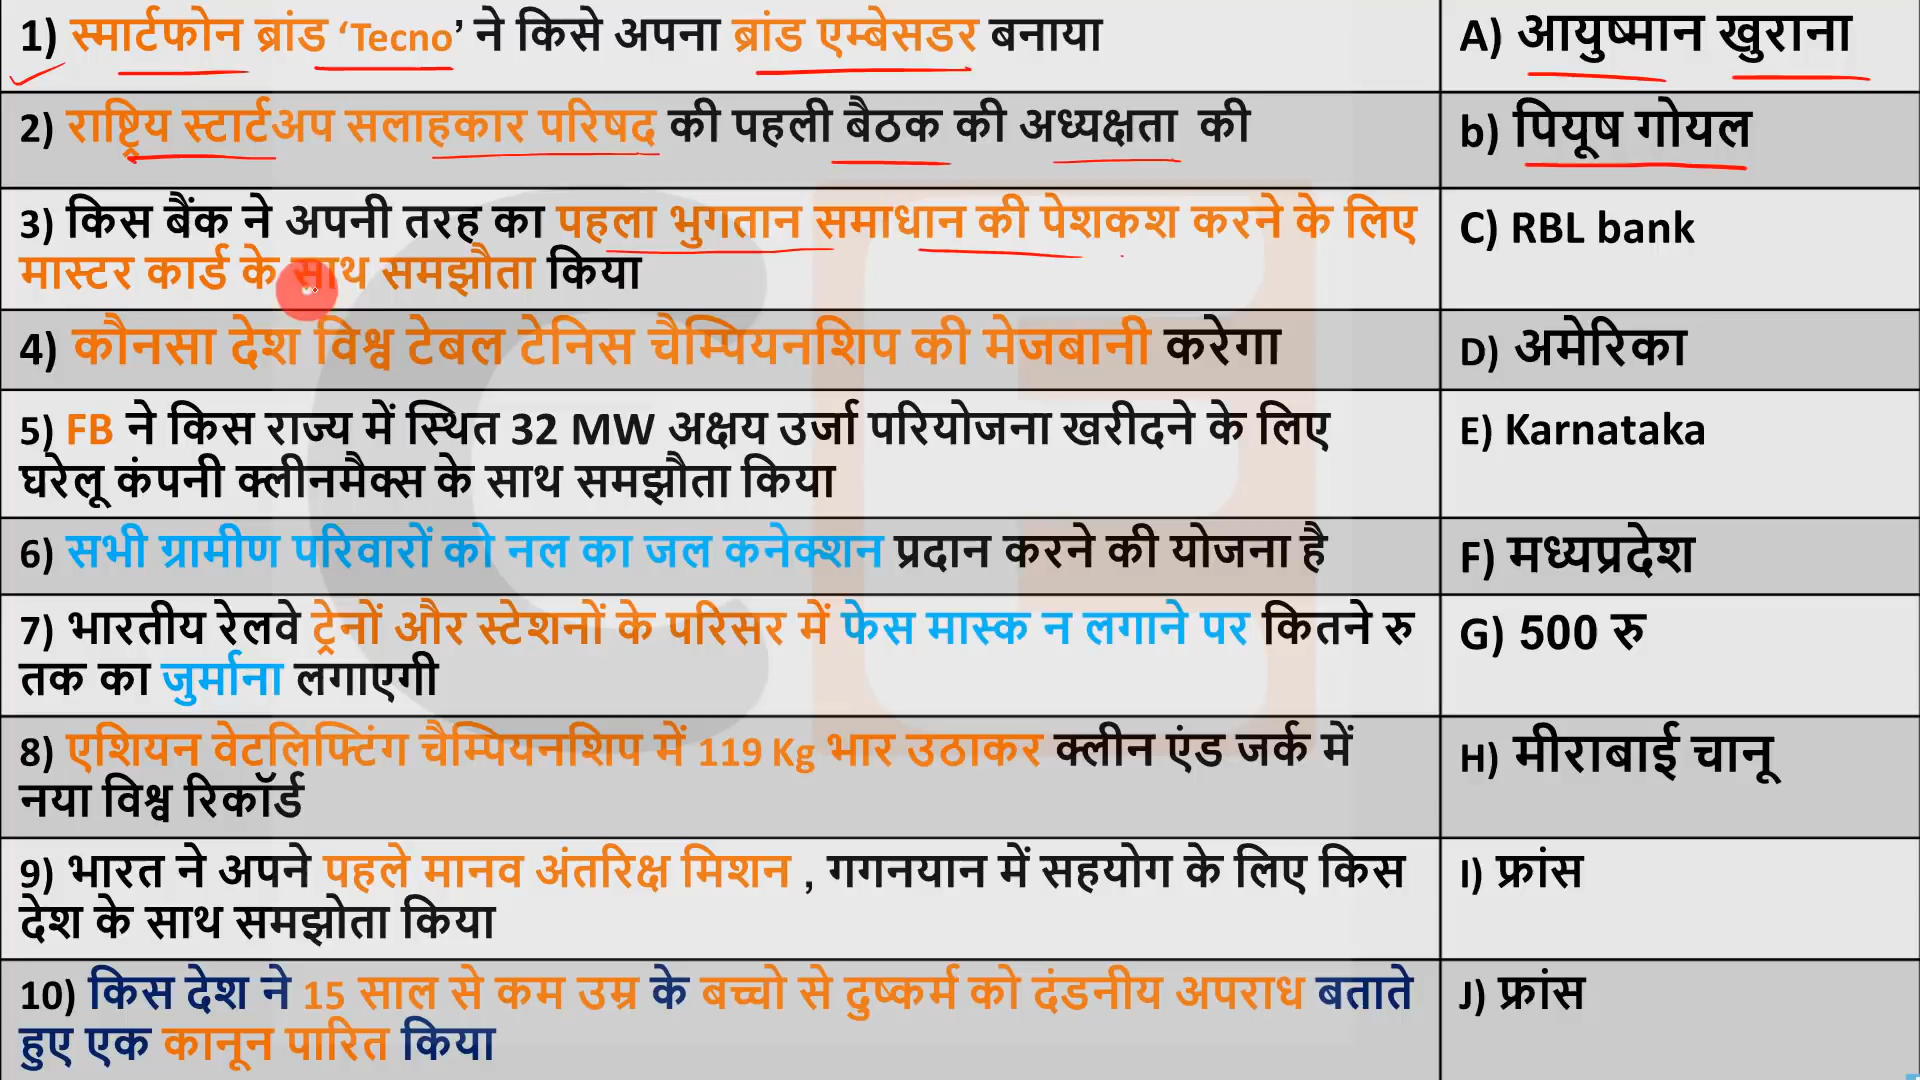 1) स्मार्टफोन ब्रांड ‘Tecno’ ने किसे अपना ब्रांड एम्बेसडर बनाया
A) आयुष्मान खुराना
2) राष्ट्रिय स्टार्टअप सलाहकार परिषद की पहली बैठक की अध्यक्षता की
b) पियूष गोयल
3) किस बैंक ने अपनी तरह का पहला भुगतान समाधान की पेशकश करने के लिए
मास्टर कार्ड के साथ समझौता किया
C) RBL bank
4) कौनसा देश विश्व टेबल टेनिस चैम्पियनशिप की मेजबानी करेगा
D) अमेरिका
5) FB ने किस राज्य में स्थित 32 MW अक्षय उर्जा परियोजना खरीदने के लिए
घरेलू कंपनी क्लीनमैक्स के साथ समझौता किया
E) Karnataka
6) सभी ग्रामीण परिवारों को नल का जल कनेक्शन प्रदान करने की योजना है
F) मध्यप्रदेश
7) भारतीय रेलवे ट्रेनों और स्टेशनों के परिसर में फेस मास्क न लगाने पर कितने रु
तक का जुर्माना लगाएगी
G) 500 रु
8) एशियन वेटलिफ्टिंग चैम्पियनशिप में 119 Kg भार उठाकर क्लीन एंड जर्क में
नया विश्व रिकॉर्ड
H) मीराबाई चानू
9) भारत ने अपने पहले मानव अंतरिक्ष मिशन , गगनयान में सहयोग के लिए किस
देश के साथ समझोता किया
I) फ्रांस
10) किस देश ने 15 साल से कम उम्र के बच्चो से दुष्कर्म को दंडनीय अपराध बताते
हुए एक कानून पारित किया
J) फ्रांस